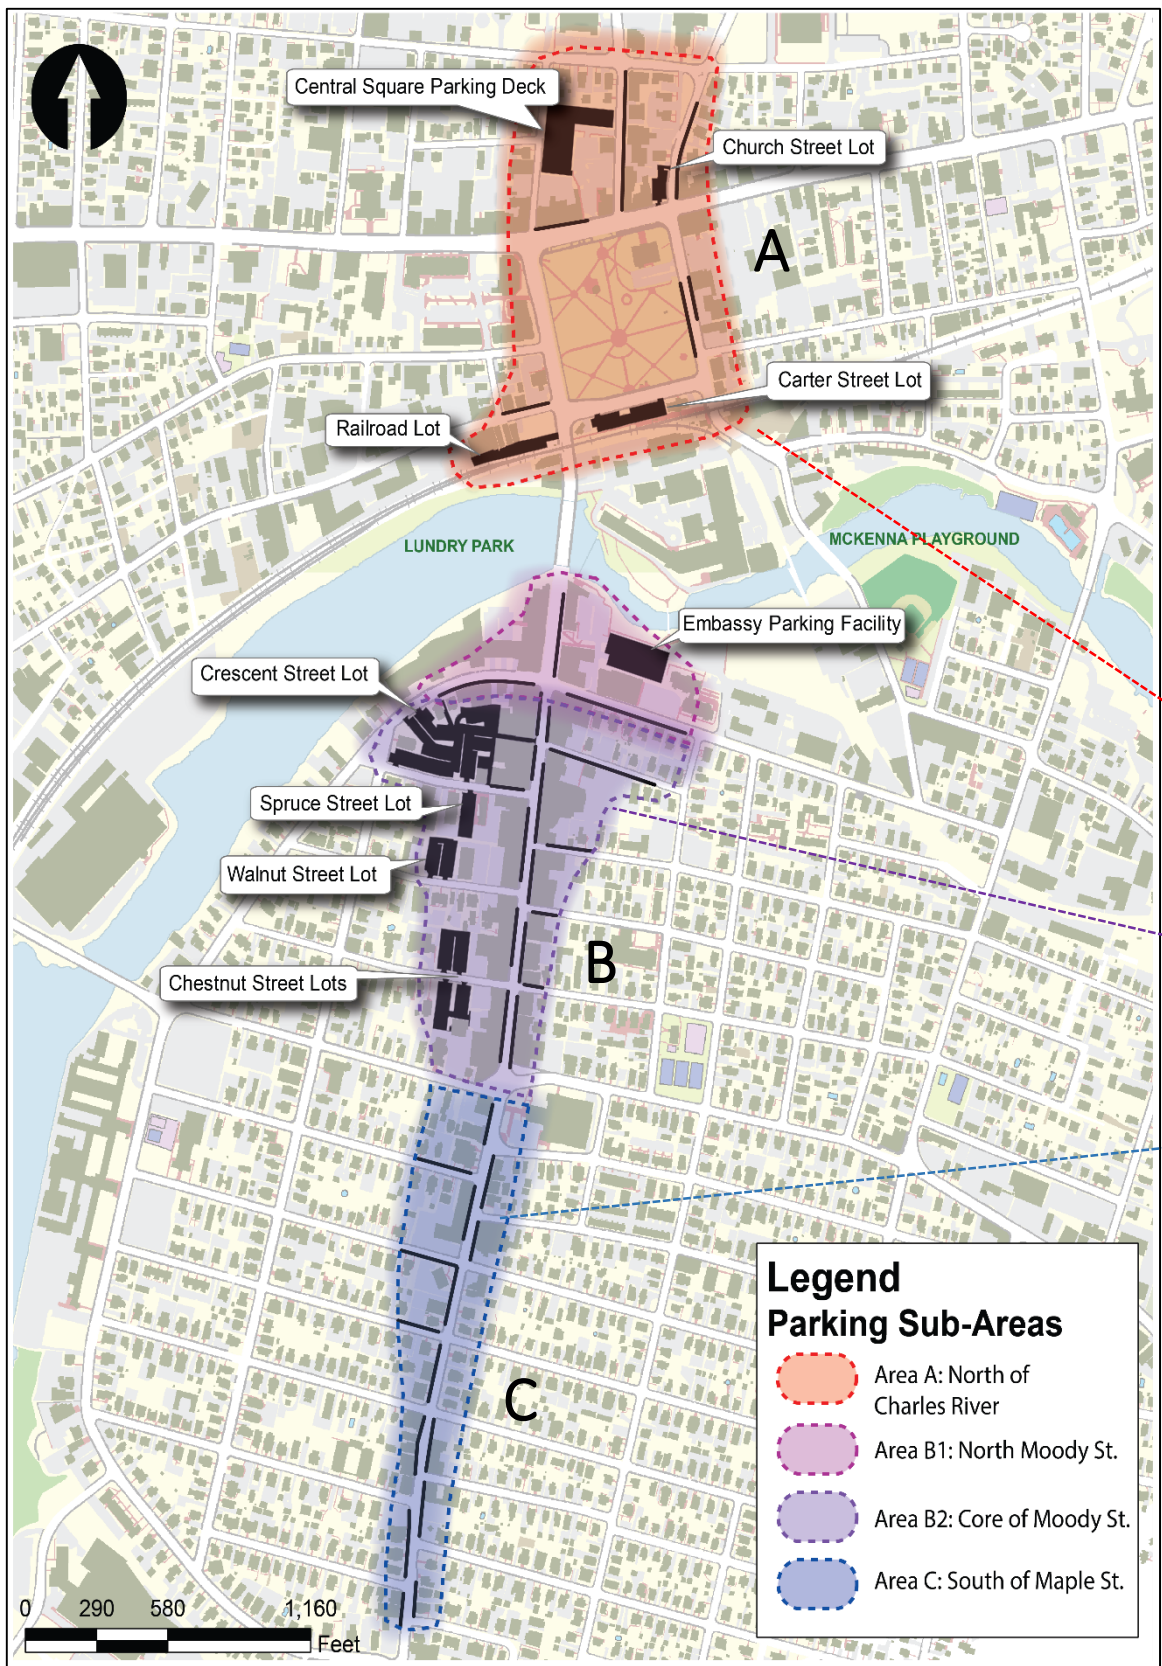 Central Square Parking Deck
Church Street Lot
A
Carter Street Lot
Railroad Lot
LUNDRY PARK
MCKENNA PLAYGROUND
Embassy Parking Facility
Crescent Street Lot
Spruce Street Lot
Walnut Street Lot
B
Chestnut Street Lots
C
Legend
Parking Sub-Areas
Area A: North of
Charles River
Area B1: North Moody St.
Area B2: Core of Moody St.
Area C: South of Maple St.
0 290 580 1,160
Feet